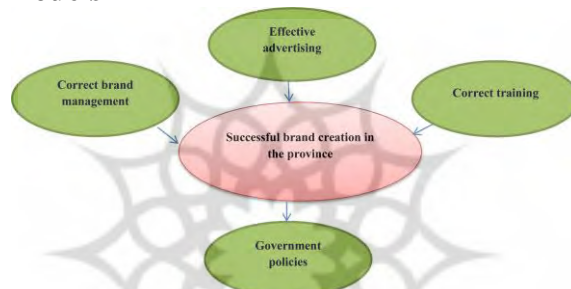 Effective
advertising
Correct brand
management
Correct training
Successful brand creation in
the province
Government
policies